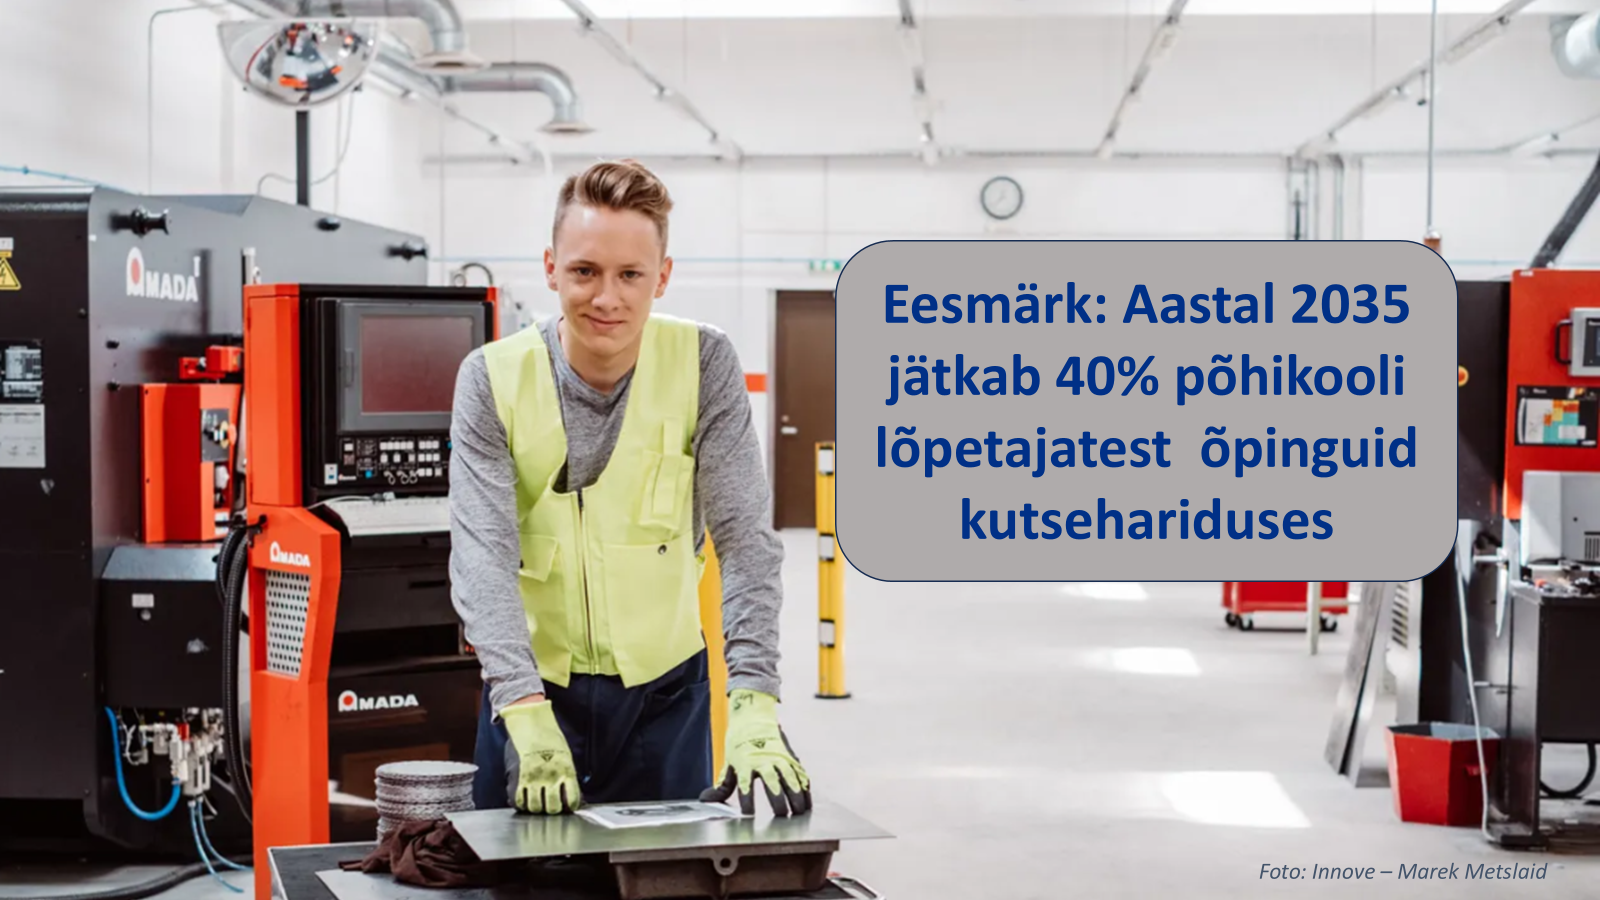 AMADA
AMADA
AMADA
Eesmärk: Aastal 2035
jätkab 40% põhikooli
lõpetajatest õpinguid
kutsehariduses
Foto: Innove – Marek Metslaid